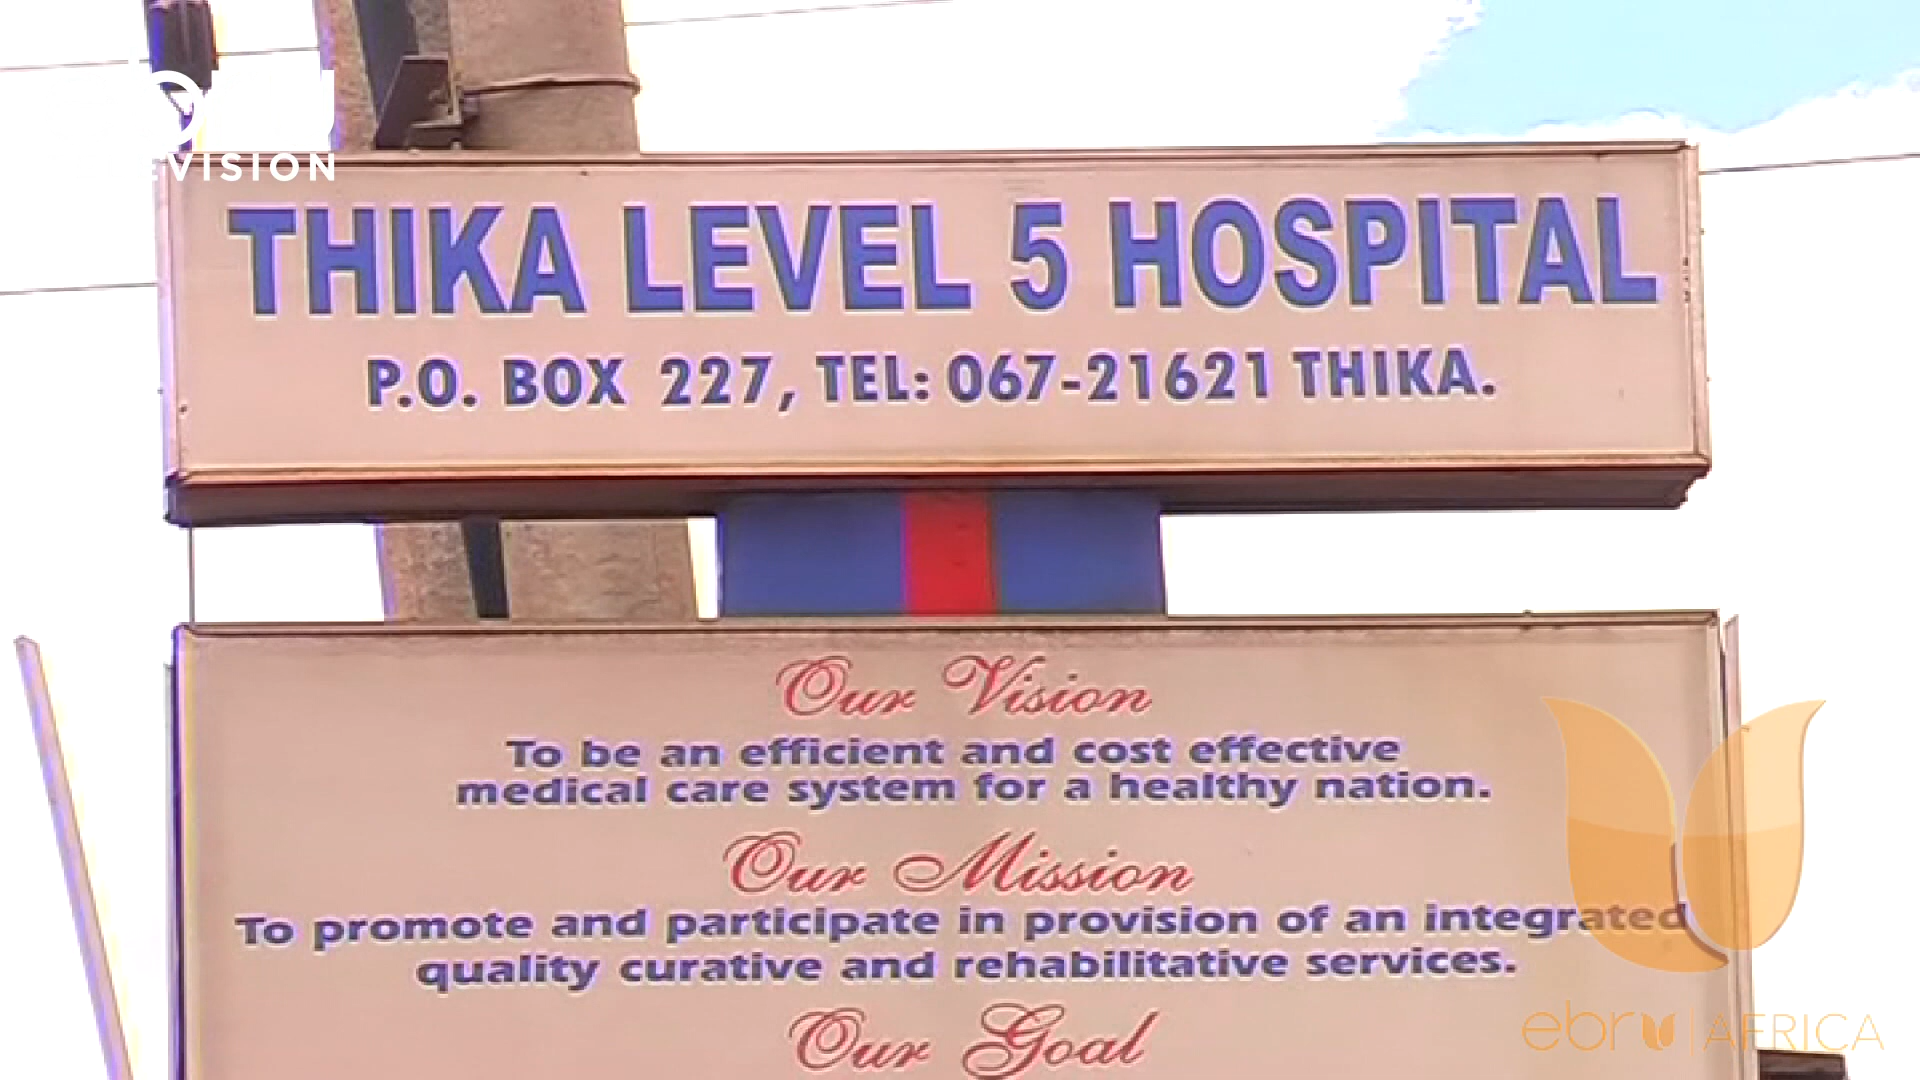 THIKA LEVEL 5 HOSPITAL
P.O. BOX 227, TEL: 067-21621 THIKA.
Our Vision
To be an efficient and cost effective
medical care system for a healthy nation.
Our Mission
To promote and participate in provision of an integrated
quality curative and rehabilitative services.
Our Goal
ebru AFRICA